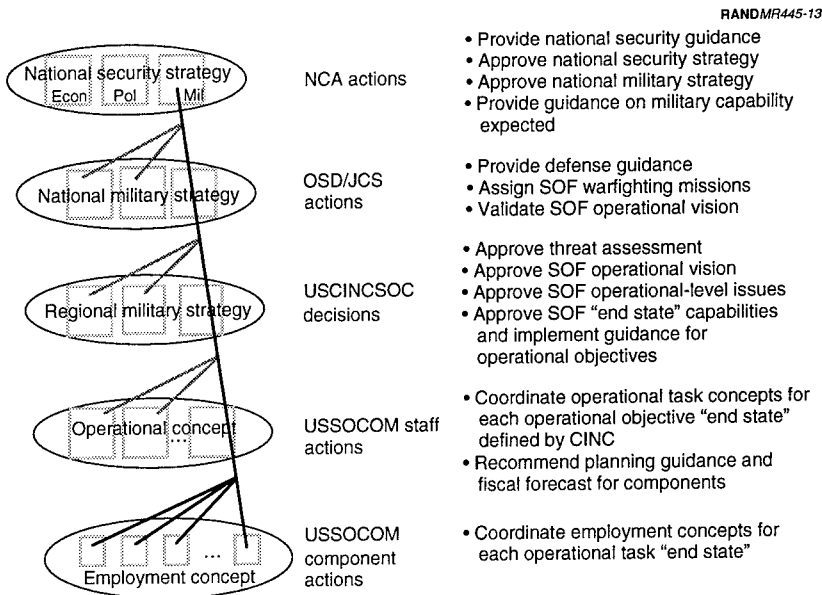 RANDMR445-13
National security strategy
Econ Pol Mil
NCA actions
• Provide national security guidance
• Approve national security strategy
• Approve national military strategy
• Provide guidance on military capability
expected
National military strategy
OSD/JCS
actions
• Provide defense guidance
• Assign SOF warfighting missions
• Validate SOF operational vision
Regional military strategy
USCINCSOC
decisions
• Approve threat assessment
• Approve SOF operational vision
• Approve SOF operational-level issues
• Approve SOF “end state” capabilities
and implement guidance for
operational objectives
Operational concept
...
USSOCOM staff
actions
• Coordinate operational task concepts for
each operational objective “end state”
defined by CINC
• Recommend planning guidance and
fiscal forecast for components
...
Employment concept
USSOCOM
component
actions
• Coordinate employment concepts for
each operational task “end state”